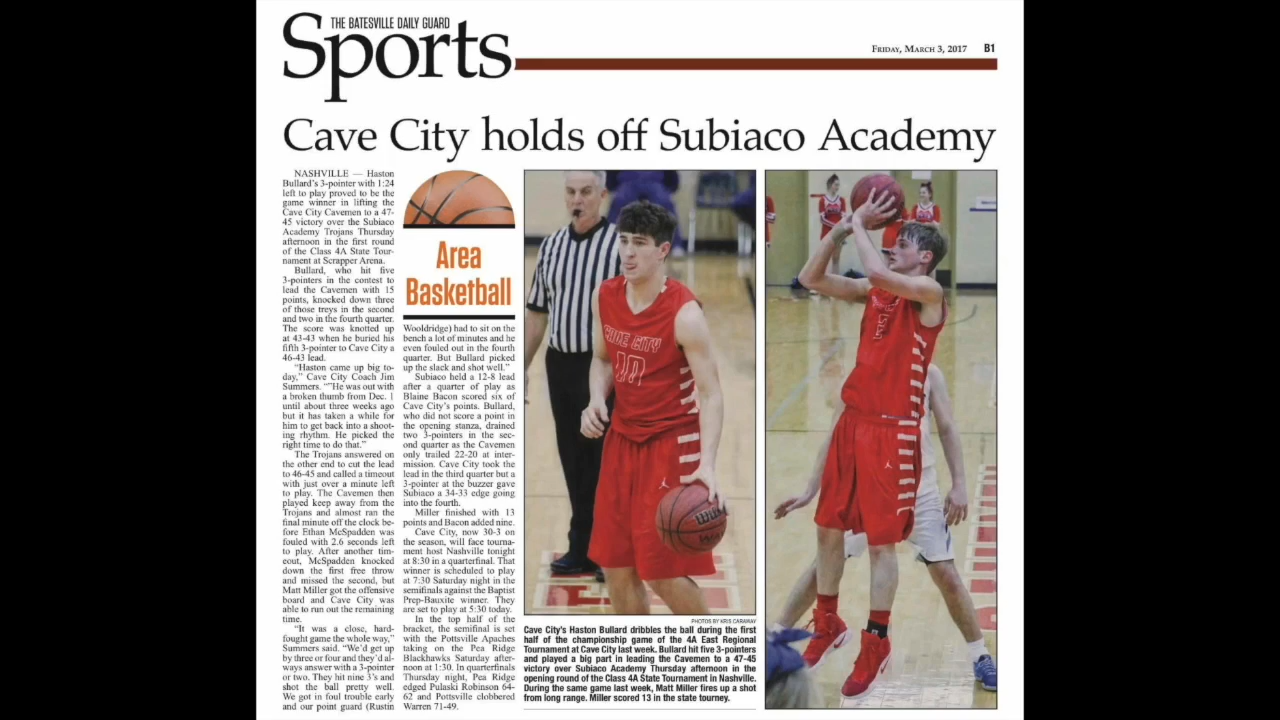 THE BATESVILLE DAILY GUARD
Sports
FRIDAY, MARCH 3, 2017 B1
Cave City holds off Subiaco Academy
NASHVILLE — Haston
Bullard's 3-pointer with 1:24
left to play proved to be the
game winner in lifting the
Cave City Cavemen to a 47-
45 victory over the Subiaco
Academy Trojans Thursday
afternoon in the first round
of the Class 4A State Tour-
nament at Scrapper Arena.
Bullard, who hit five
3-pointers in the contest to
lead the Cavemen with 15
points, knocked down three
of those treys in the second
and two in the fourth quarter.
The score was knotted up
at 43-43 when he buried his
fifth 3-pointer to Cave City a
46-43 lead.
"Haston came up big to-
day," Cave City Coach Jim
Summers. ""He was out with
a broken thumb from Dec. 1
until about three weeks ago
but it has taken a while for
him to get back into a shoot-
ing rhythm. He picked the
right time to do that."
The Trojans answered on
the other end to cut the lead
to 46-45 and called a timeout
with just over a minute left
to play. The Cavemen then
played keep away from the
Trojans and almost ran the
final minute off the clock be-
fore Ethan McSpadden was
fouled with 2.6 seconds left
to play. After another tim-
eout, McSpadden knocked
down the first free throw
and missed the second, but
Matt Miller got the offensive
board and Cave City was
able to run out the remaining
time.
"It was a close, hard-
fought game the whole way,"
Summers said. "We'd get up
by three or four and they'd al-
ways answer with a 3-pointer
or two. They hit nine 3's and
shot the ball pretty well.
We got in foul trouble early
and our point guard (Rustin
Area
Basketball
Wooldridge) had to sit on the
bench a lot of minutes and he
even fouled out in the fourth
quarter. But Bullard picked
up the slack and shot well."
Subiaco held a 12-8 lead
after a quarter of play as
Blaine Bacon scored six of
Cave City's points. Bullard,
who did not score a point in
the opening stanza, drained
two 3-pointers in the sec-
ond quarter as the Cavemen
only trailed 22-20 at inter-
mission. Cave City took the
lead in the third quarter but a
3-pointer at the buzzer gave
Subiaco a 34-33 edge going
into the fourth.
Miller finished with 13
points and Bacon added nine.
Cave City, now 30-3 on
the season, will face tourna-
ment host Nashville tonight
at 8:30 in a quarterfinal. That
winner is scheduled to play
at 7:30 Saturday night in the
semifinals against the Baptist
Prep-Bauxite winner. They
are set to play at 5:30 today.
In the top half of the
bracket, the semifinal is set
with the Pottsville Apaches
taking on the Pea Ridge
Blackhawks Saturday after-
noon at 1:30. In quarterfinals
Thursday night, Pea Ridge
edged Pulaski Robinson 64-
62 and Pottsville clobbered
Warren 71-49.
CAVE CITY
10
PHOTOS BY KRIS CARAWAY
Cave City's Haston Bullard dribbles the ball during the first
half of the championship game of the 4A East Regional
Tournament at Cave City last week. Bullard hit five 3-pointers
and played a big part in leading the Cavemen to a 47-45
victory over Subiaco Academy Thursday afternoon in the
opening round of the Class 4A State Tournament in Nashville.
During the same game last week, Matt Miller fires up a shot
from long range. Miller scored 13 in the state tourney.